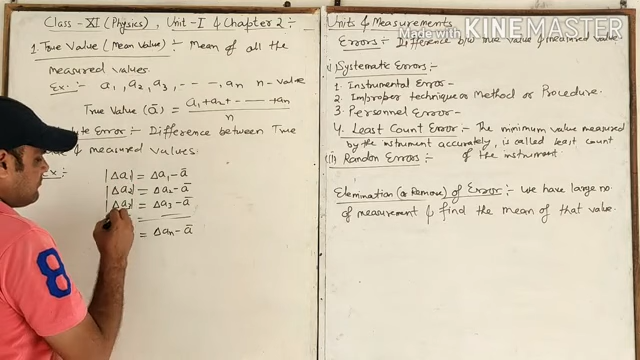 Class - XI (Physics), Unit-I & Chapter 2 :-
1. True Value (Mean Value) :- Mean of all the
measured values.
Ex. :- a1, a2, a3, - - - -, an n - value
True Value (ā) = a1 + a2 + - - - - - + an / n
Error :- Difference between True
& measured values.
|Δa1| = Δa1 - ā
|Δa2| = Δa2 - ā
|Δa3| = Δa3 - ā
= Δan - ā
8
Units & Measurements
Errors :- Difference b/w true value & measured value
(i) Systematic Errors :-
1. Instrumental Error -
2. Improper technique or Method or Procedure.
3. Personnel Error -
4. Least Count Error :- The minimum value measured
by the instrument accurately, is called least count
of the instrument.
(ii) Random Errors :-
Elemination (or Remove) of Error :- We have large no.
of measurement & find the mean of that value.
Made with KINEMASTER